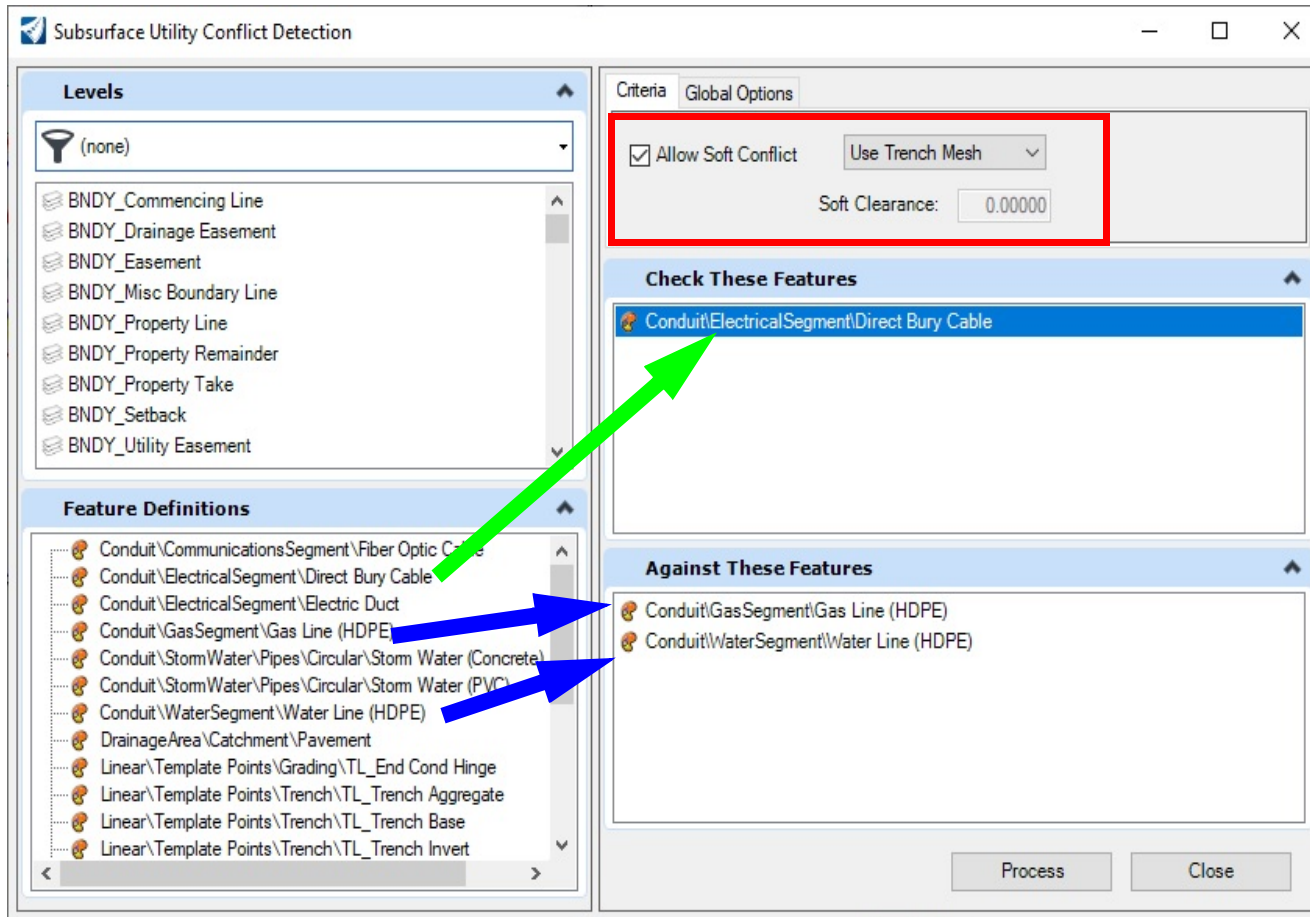 Subsurface Utility Conflict Detection
Levels
(none)
BNDY_Commencing Line
BNDY_Drainage Easement
BNDY_Easement
BNDY_Misc Boundary Line
BNDY_Property Line
BNDY_Property Remainder
BNDY_Property Take
BNDY_Setback
BNDY_Utility Easement
Feature Definitions
Conduit\CommunicationsSegment\Fiber Optic Cable
Conduit\ElectricalSegment\Direct Bury Cable
Conduit\ElectricalSegment\Electric Duct
Conduit\GasSegment\Gas Line (HDPE)
Conduit\StormWater\Pipes\Circular\Storm Water (Concrete)
Conduit\StormWater\Pipes\Circular\Storm Water (PVC)
Conduit\WaterSegment\Water Line (HDPE)
DrainageArea\Catchment\Pavement
Linear\Template Points\Grading\TL_End Cond Hinge
Linear\Template Points\Trench\TL_Trench Aggregate
Linear\Template Points\Trench\TL_Trench Base
Linear\Template Points\Trench\TL_Trench Invert
Criteria Global Options
Allow Soft Conflict Use Trench Mesh
Soft Clearance: 0.00000
Check These Features
Conduit\ElectricalSegment\Direct Bury Cable
Against These Features
Conduit\GasSegment\Gas Line (HDPE)
Conduit\WaterSegment\Water Line (HDPE)
Process Close